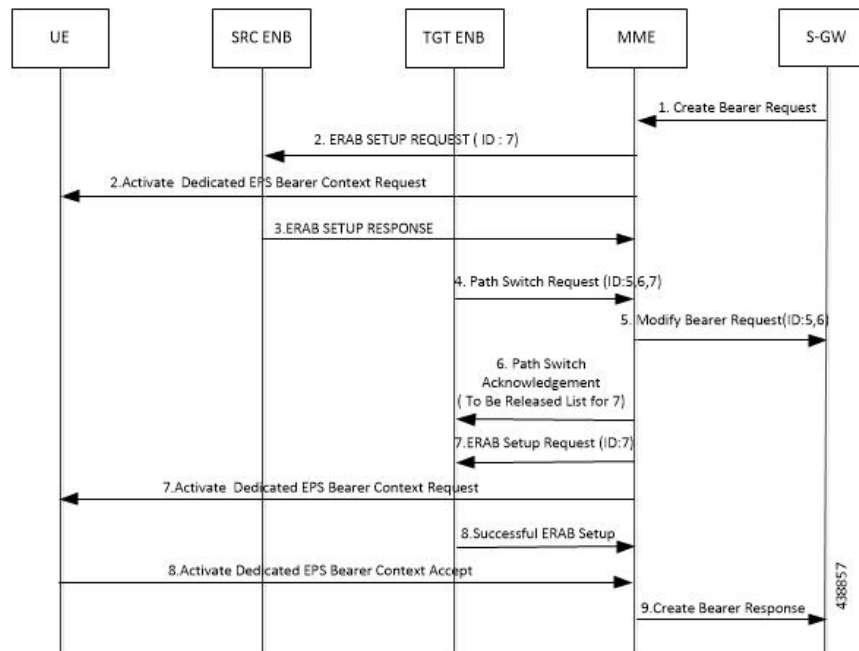 UE
SRC ENB
TGT ENB
MME
S-GW
1. Create Bearer Request
2. ERAB SETUP REQUEST ( ID : 7)
2.Activate Dedicated EPS Bearer Context Request
3.ERAB SETUP RESPONSE
4. Path Switch Request (ID:5,6,7)
5. Modify Bearer Request(ID:5,6)
6. Path Switch
Acknowledgement
( To Be Released List for 7)
7.ERAB Setup Request (ID:7)
7.Activate Dedicated EPS Bearer Context Request
8.Successful ERAB Setup
8.Activate Dedicated EPS Bearer Context Accept
9.Create Bearer Response
438857